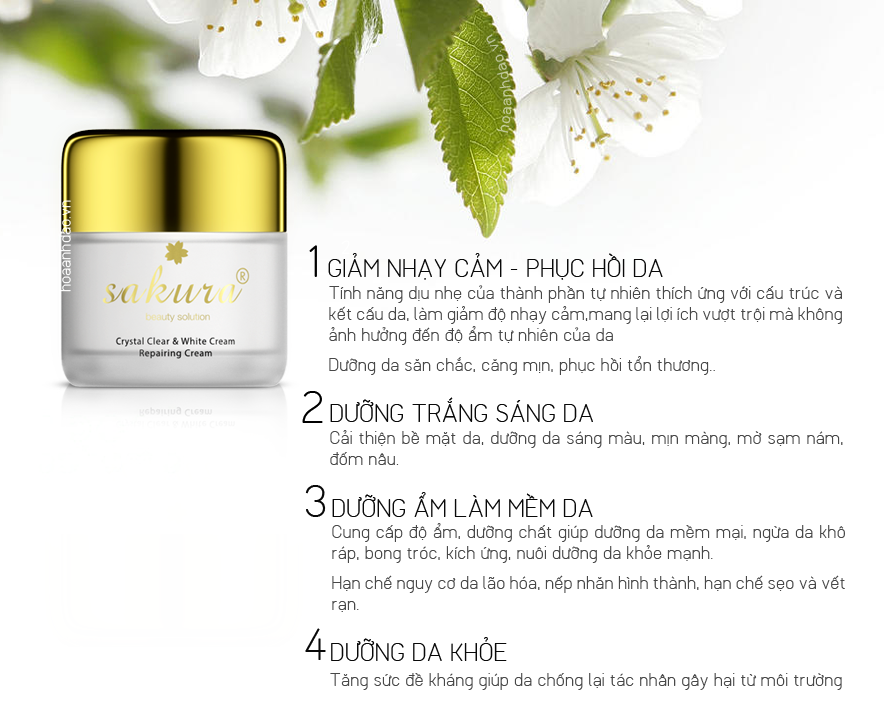 hoaanhdao.vn
hoaanhdao.vn
sakura®
beauty solution
Crystal Clear & White Cream
Repairing Cream
1 GIẢM NHẠY CẢM - PHỤC HỒI DA
Tính năng dịu nhẹ của thành phần tự nhiên thích ứng với cấu trúc và
kết cấu da, làm giảm độ nhạy cảm,mang lại lợi ích vượt trội mà không
ảnh hưởng đến độ ẩm tự nhiên của da
Dưỡng da săn chắc, căng mịn, phục hồi tổn thương..
2 DƯỠNG TRẮNG SÁNG DA
Cải thiện bề mặt da, dưỡng da sáng màu, mịn màng, mờ sạm nám,
đốm nâu.
3 DƯỠNG ẨM LÀM MỀM DA
Cung cấp độ ẩm, dưỡng chất giúp dưỡng da mềm mại, ngừa da khô
ráp, bong tróc, kích ứng, nuôi dưỡng da khỏe mạnh.
Hạn chế nguy cơ da lão hóa, nếp nhăn hình thành, hạn chế sẹo và vết
rạn.
4 DƯỠNG DA KHỎE
Tăng sức đề kháng giúp da chống lại tác nhân gây hại từ môi trường